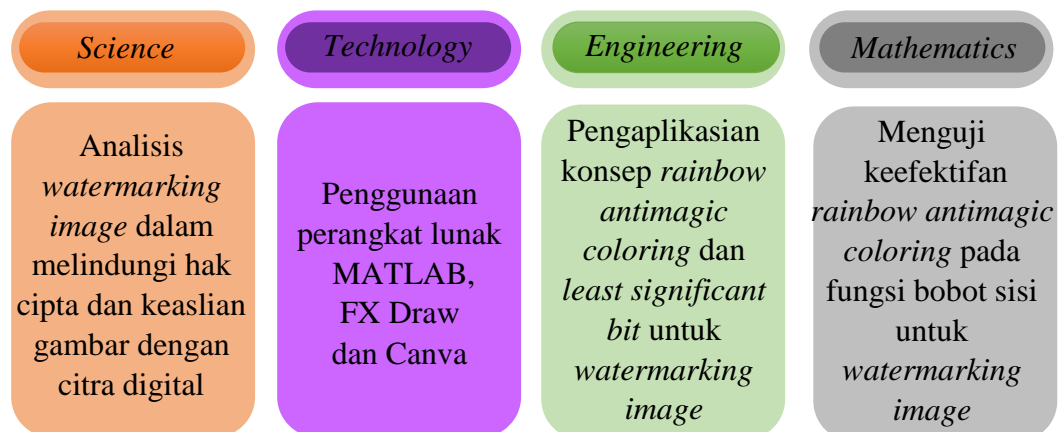 Science
Analisis
watermarking
image dalam
melindungi hak
cipta dan keaslian
gambar dengan
citra digital
Technology
Penggunaan
perangkat lunak
MATLAB,
FX Draw
dan Canva
Engineering
Pengaplikasian
konsep rainbow
antimagic
coloring dan
least significant
bit untuk
watermarking
image
Mathematics
Menguji
keefektifan
rainbow antimagic
coloring pada
fungsi bobot sisi
untuk
watermarking
image